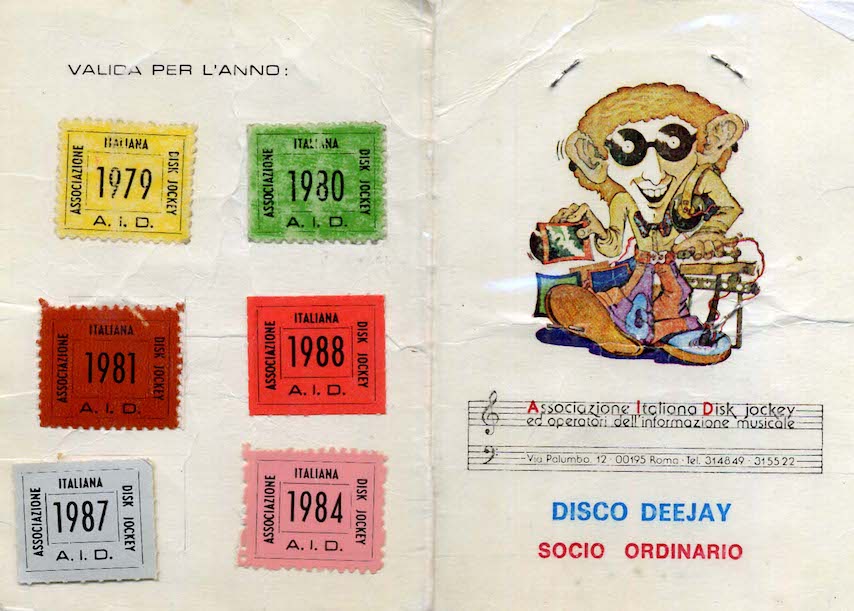 VALIDA PER L'ANNO:
ASSOCIAZIONE
ITALIANA
DISK JOCKEY
1979
A.I.D.
ASSOCIAZIONE
ITALIANA
DISK JOCKEY
1980
A.I.D.
ASSOCIAZIONE
ITALIANA
DISK JOCKEY
1981
A.I.D.
ASSOCIAZIONE
ITALIANA
DISK JOCKEY
1988
ASSOCIAZIONE
ITALIANA
DISK JOCKEY
1987
A.I.D.
ASSOCIAZIONE
ITALIANA
DISK JOCKEY
1984
A.I.D.
Associazione Italiana Disk jockey
ed operatori dell'informazione musicale
Via Palumbo, 12 - 00195 Roma - Tel. 314849 - 315522
DISCO DEEJAY
SOCIO ORDINARIO